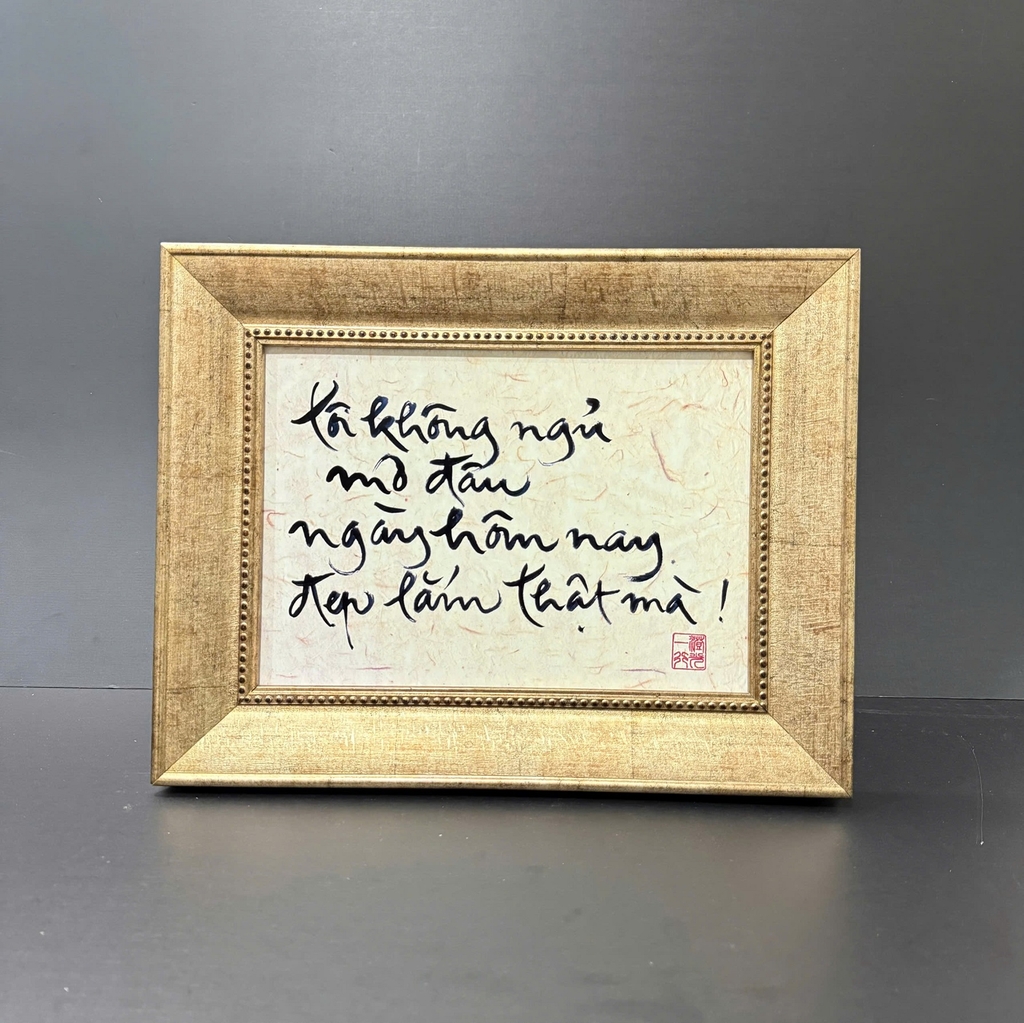 tôi không ngủ
mơ đâu
ngày hôm nay
đẹp lắm thật mà !